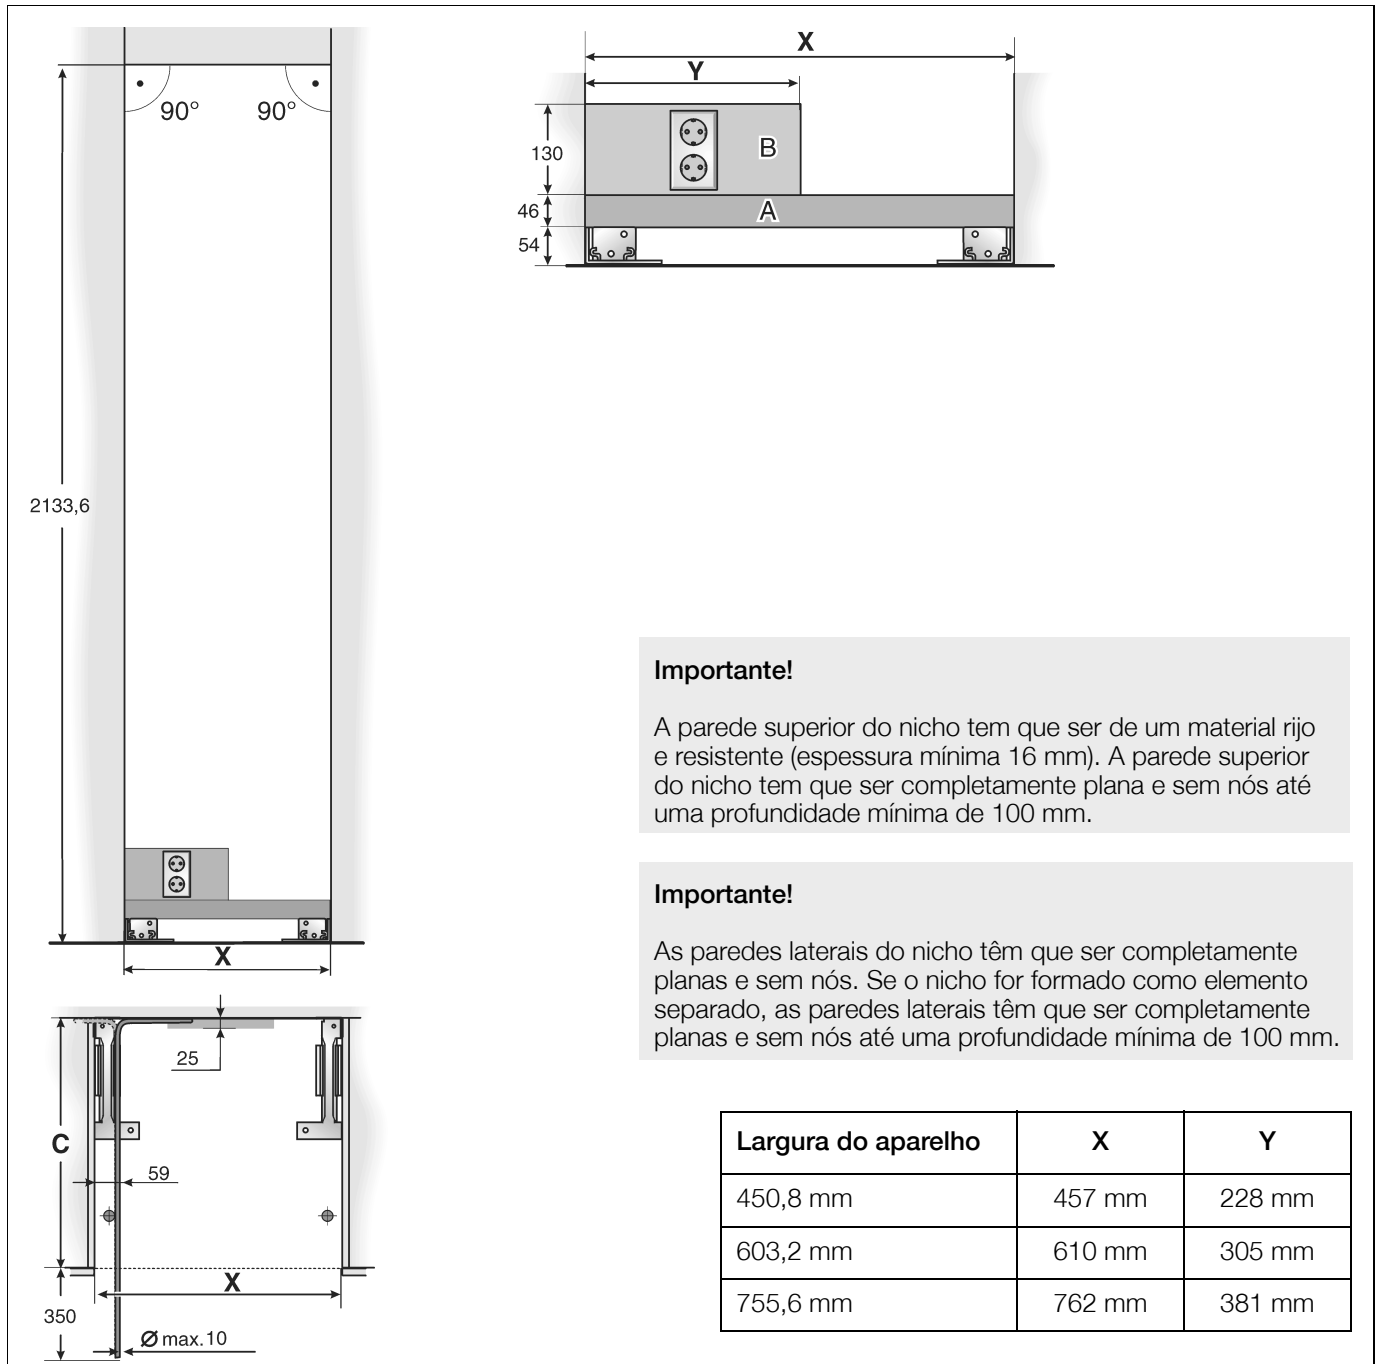 90°
90°
2133,6
X
X
Y
130
B
46
A
54
Importante!
A parede superior do nicho tem que ser de um material rijo
e resistente (espessura mínima 16 mm). A parede superior
do nicho tem que ser completamente plana e sem nós até
uma profundidade mínima de 100 mm.
Importante!
As paredes laterais do nicho têm que ser completamente
planas e sem nós. Se o nicho for formado como elemento
separado, as paredes laterais têm que ser completamente
planas e sem nós até uma profundidade mínima de 100 mm.
25
C
59
X
350
Ø max.10
Largura do aparelho X Y
450,8 mm 457 mm 228 mm
603,2 mm 610 mm 305 mm
755,6 mm 762 mm 381 mm